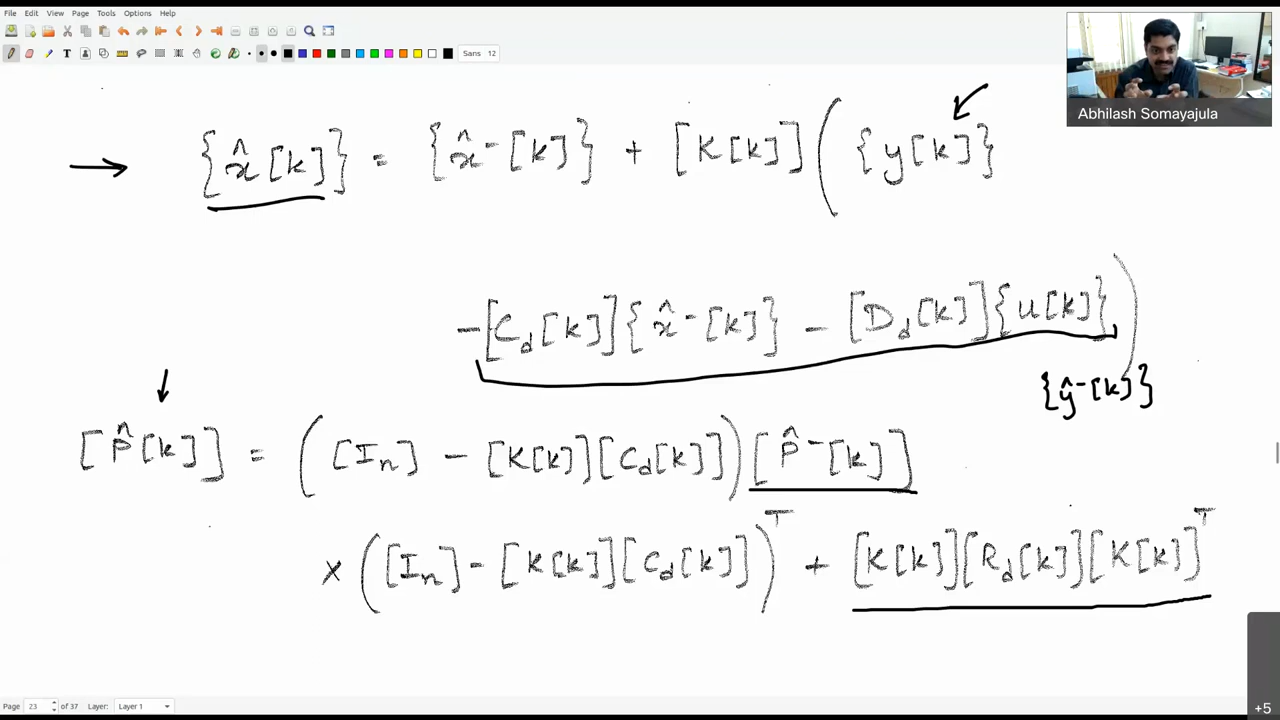 File Edit View Page Tools Options Help
Sans 12
Abhilash Somayajula
{x̂[k]} = {x̂⁻[k]} + [K[k]]( {y[k]}
-[C_d[k]]{x̂⁻[k]} - [D_d[k]]{u[k]} )
{ŷ⁻[k]}
[P̂[k]] = ([I_n] - [K[k]][C_d[k]])[P̂⁻[k]]
× ([I_n] - [K[k]][C_d[k]])^T + [K[k]][R_d[k]][K[k]]^T
Page 23 of 37 Layer: Layer 1
+5